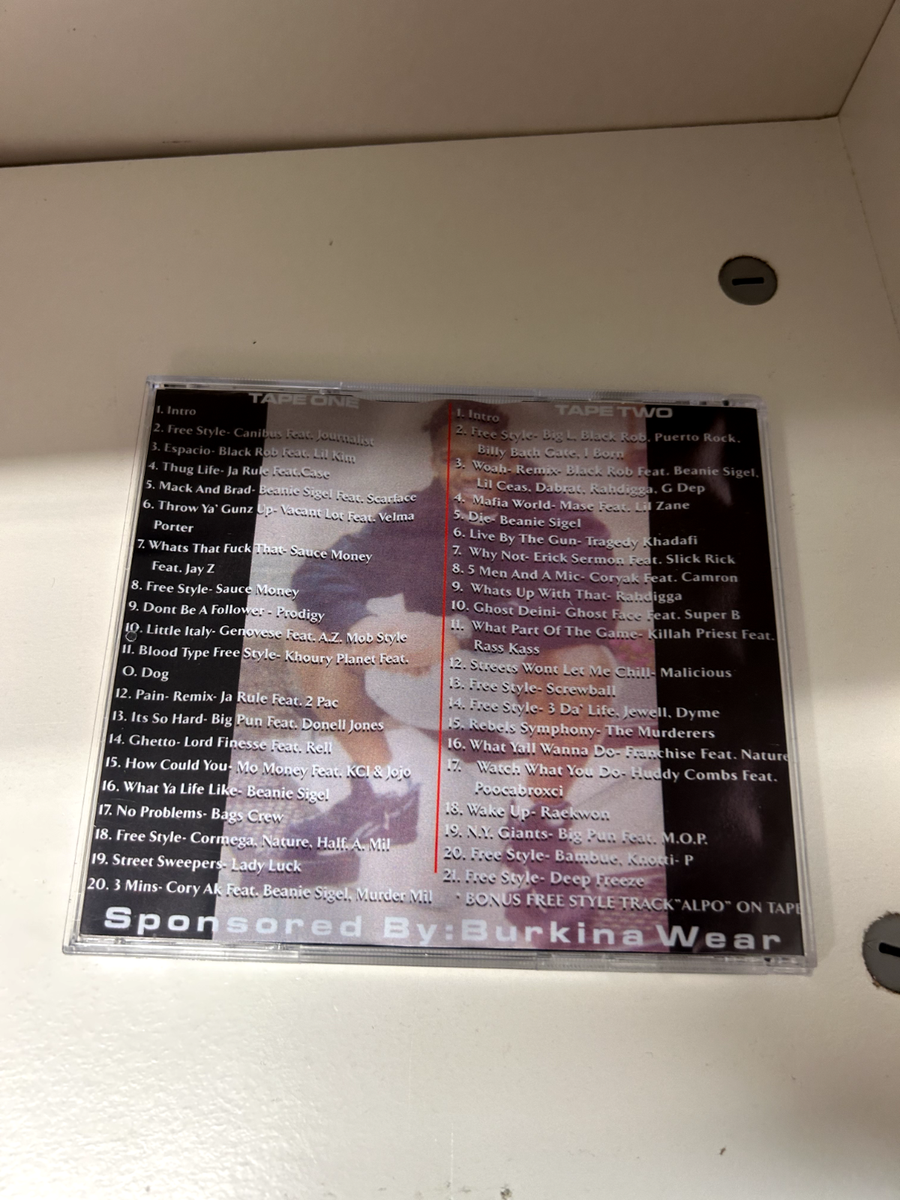 TAPE ONE
1. Intro
2. Free Style- Canibus Feat. Journalist
3. Espacio- Black Rob Feat. Lil Kim
4. Thug Life- Ja Rule Feat.Case
5. Mack And Brad- Beanie Sigel Feat. Scarface
6. Throw Ya' Gunz Up- Vacant Lot Feat. Velma
Porter
7. Whats That Fuck That- Sauce Money
Feat. Jay Z
8. Free Style- Sauce Money
9. Dont Be A Follower - Prodigy
10. Little Italy- Genovese Feat. A.Z. Mob Style
11. Blood Type Free Style- Khoury Planet Feat.
O. Dog
12. Pain- Remix- Ja Rule Feat. 2 Pac
13. Its So Hard- Big Pun Feat. Donell Jones
14. Ghetto- Lord Finesse Feat. Rell
15. How Could You- Mo Money Feat. KCI & Jojo
16. What Ya Life Like- Beanie Sigel
17. No Problems- Bags Crew
18. Free Style- Cormega, Nature, Half. A. Mil
19. Street Sweepers- Lady Luck
20. 3 Mins- Cory Ak Feat. Beanie Sigel, Murder Mil
TAPE TWO
1. Intro
2. Free Style- Big L, Black Rob, Puerto Rock,
Billy Bath Gate, I Born
3. Woah- Remix- Black Rob Feat. Beanie Sigel,
Lil Ceas, Dabrat, Rahdigga, G Dep
4. Mafia World- Mase Feat. Lil Zane
5. Die- Beanie Sigel
6. Live By The Gun- Tragedy Khadafi
7. Why Not- Erick Sermon Feat. Slick Rick
8. 5 Men And A Mic- Coryak Feat. Camron
9. Whats Up With That- Rahdigga
10. Ghost Deini- Ghost Face Feat. Super B
11. What Part Of The Game- Killah Priest Feat.
Rass Kass
12. Streets Wont Let Me Chill- Malicious
13. Free Style- Screwball
14. Free Style- 3 Da' Life, Jewell, Dyme
15. Rebels Symphony- The Murderers
16. What Yall Wanna Do- Franchise Feat. Nature
17. Watch What You Do- Huddy Combs Feat.
Poocabroxci
18. Wake Up- Raekwon
19. N.Y. Giants- Big Pun Feat. M.O.P.
20. Free Style- Bambue, Knotti- P
21. Free Style- Deep Freeze
* BONUS FREE STYLE TRACK"ALPO" ON TAPE
Sponsored By:Burkina Wear